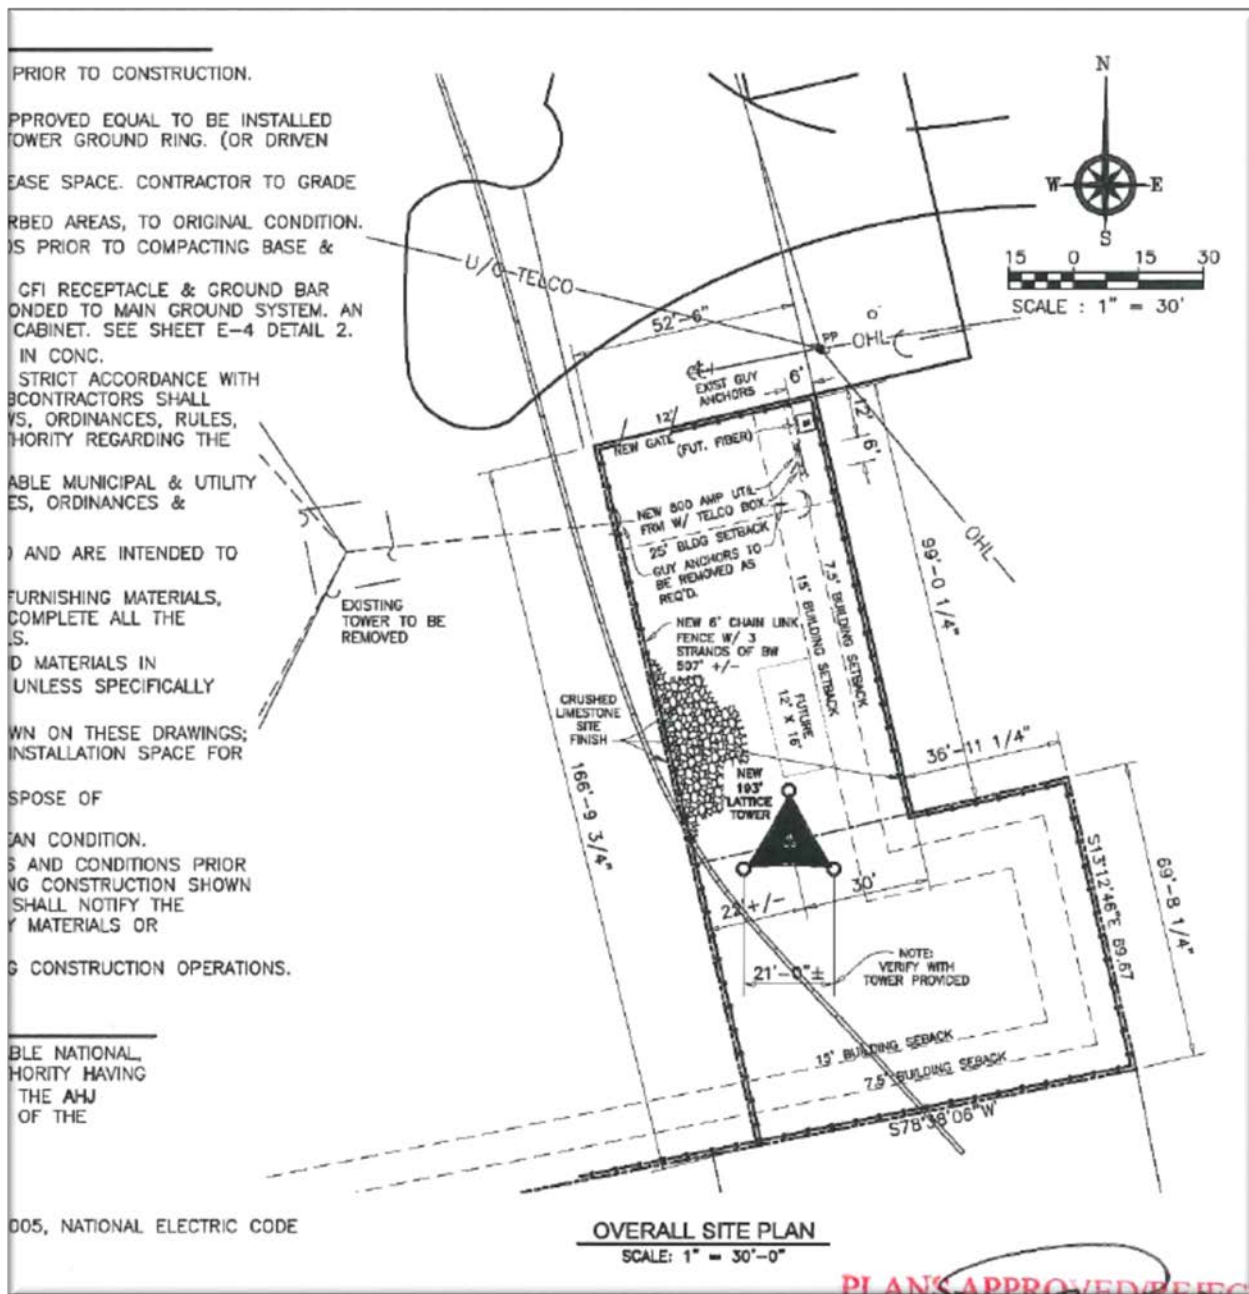 PRIOR TO CONSTRUCTION.
PPROVED EQUAL TO BE INSTALLED
TOWER GROUND RING. (OR DRIVEN
EASE SPACE. CONTRACTOR TO GRADE
RBED AREAS, TO ORIGINAL CONDITION.
DS PRIOR TO COMPACTING BASE &
GFI RECEPTACLE & GROUND BAR
ONDED TO MAIN GROUND SYSTEM. AN
CABINET. SEE SHEET E-4 DETAIL 2.
IN CONC.
STRICT ACCORDANCE WITH
BCONTRACTORS SHALL
WS, ORDINANCES, RULES,
THORITY REGARDING THE
ABLE MUNICIPAL & UTILITY
ES, ORDINANCES &
D AND ARE INTENDED TO
FURNISHING MATERIALS,
COMPLETE ALL THE
LS.
D MATERIALS IN
UNLESS SPECIFICALLY
WN ON THESE DRAWINGS;
INSTALLATION SPACE FOR
SPOSE OF
EAN CONDITION.
S AND CONDITIONS PRIOR
NG CONSTRUCTION SHOWN
SHALL NOTIFY THE
Y MATERIALS OR
G CONSTRUCTION OPERATIONS.
BLE NATIONAL,
HORITY HAVING
THE AHJ
OF THE
005, NATIONAL ELECTRIC CODE
N
W E
S
15 0 15 30
SCALE : 1" = 30'
U/G TELCO
52'-6"
PP
OHL
EXIST GUY
ANCHORS
6'
12'
NEW GATE
(FUT. FIBER)
12'
6'
NEW 800 AMP UTIL
FRM W/ TELCO BOX
25' BLDG SETBACK
GUY ANCHORS TO
BE REMOVED AS
REQ'D.
OHL
99'-0 1/4"
7.5' BUILDING SETBACK
15' BUILDING SETBACK
EXISTING
TOWER TO BE
REMOVED
NEW 6' CHAIN LINK
FENCE W/ 3
STRANDS OF BW
507' +/-
CRUSHED
LIMESTONE
SITE
FINISH
FUTURE
12' X 16'
36'-11 1/4"
166'-9 3/4"
NEW
193'
LATTICE
TOWER
S13°12'46"E 69.67
69'-8 1/4"
30'
22' +/-
21'-0"±
NOTE:
VERIFY WITH
TOWER PROVIDED
15' BUILDING SEBACK
7.5' BUILDING SEBACK
S78°38'06"W
OVERALL SITE PLAN
SCALE: 1" = 30'-0"
PLANS APPROVED/REJEC